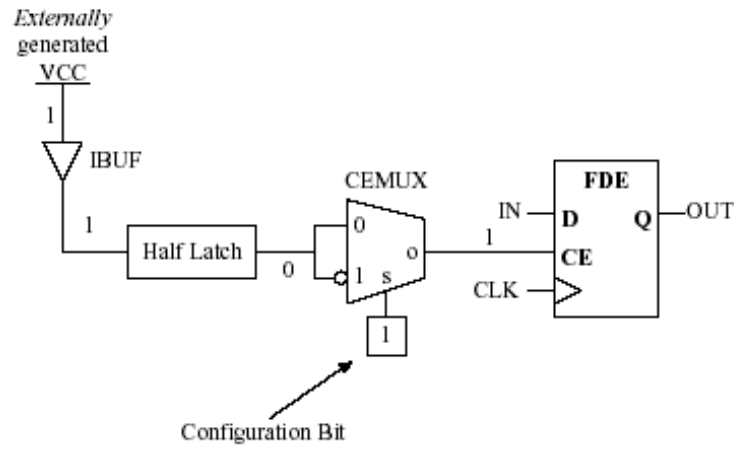 Externally
generated
VCC
1
IBUF
1
Half Latch
0
CEMUX
0
1
s
o
1
1
Configuration Bit
FDE
IN
D
Q
OUT
CE
CLK